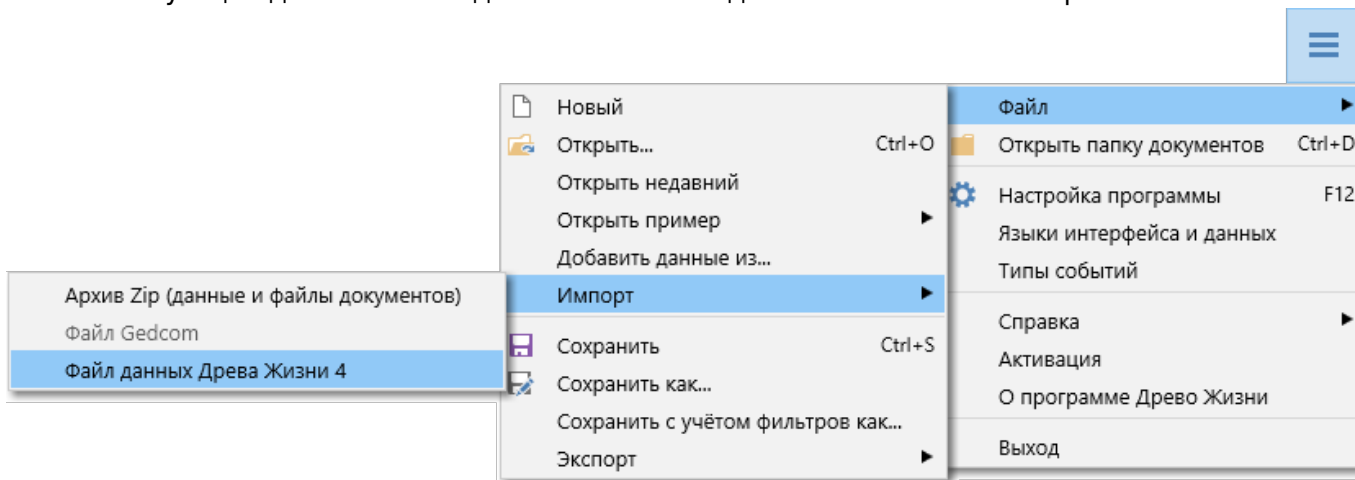 Архив Zip (данные и файлы документов)
Файл Gedcom
Файл данных Древа Жизни 4
Новый
Открыть... Ctrl+O
Открыть недавний
Открыть пример
Добавить данные из...
Импорт
Сохранить Ctrl+S
Сохранить как...
Сохранить с учётом фильтров как...
Экспорт
Файл
Открыть папку документов Ctrl+D
Настройка программы F12
Языки интерфейса и данных
Типы событий
Справка
Активация
О программе Древо Жизни
Выход